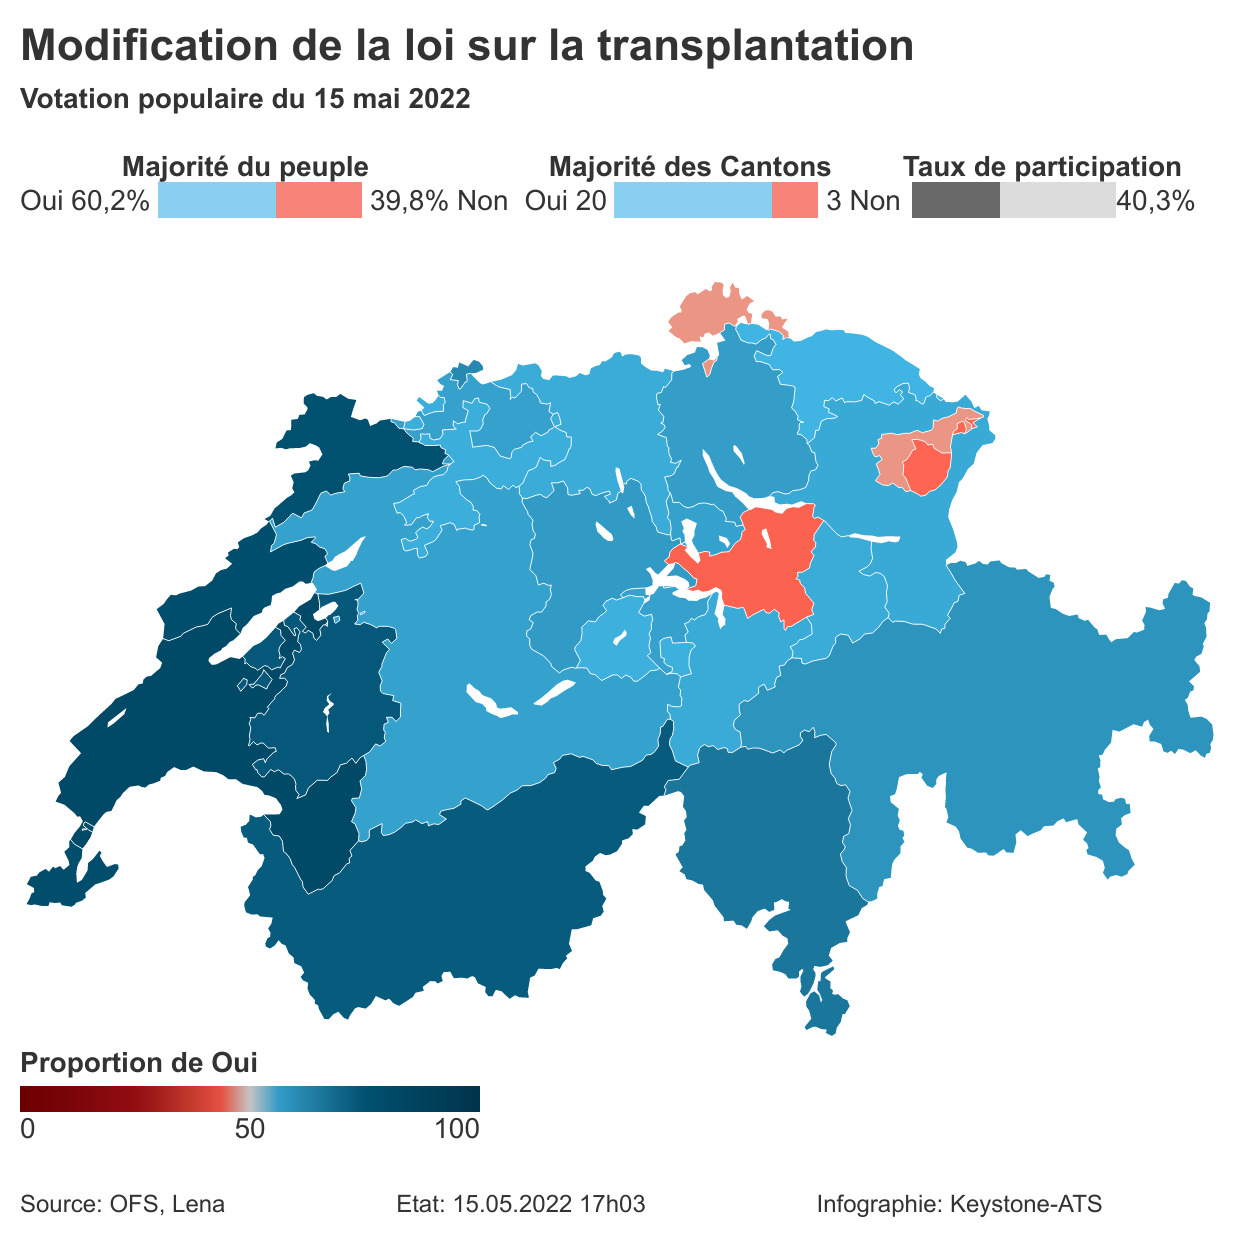 Modification de la loi sur la transplantation
Votation populaire du 15 mai 2022
Majorité du peuple
Oui 60,2% 39,8% Non
Majorité des Cantons
Oui 20 3 Non
Taux de participation
40,3%
Proportion de Oui
0 50 100
Source: OFS, Lena
Etat: 15.05.2022 17h03
Infographie: Keystone-ATS